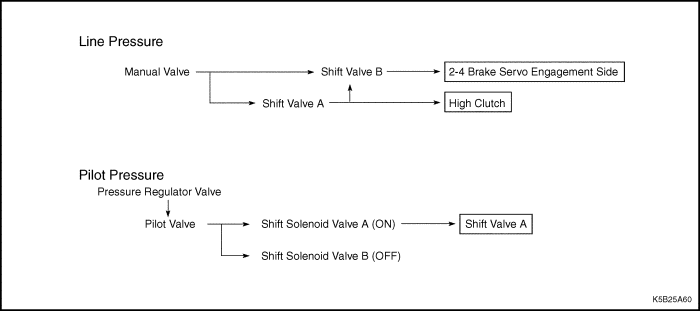 Line Pressure
Manual Valve
Shift Valve B
2-4 Brake Servo Engagement Side
Shift Valve A
High Clutch
Pilot Pressure
Pressure Regulator Valve
Pilot Valve
Shift Solenoid Valve A (ON)
Shift Valve A
Shift Solenoid Valve B (OFF)
K5B25A60